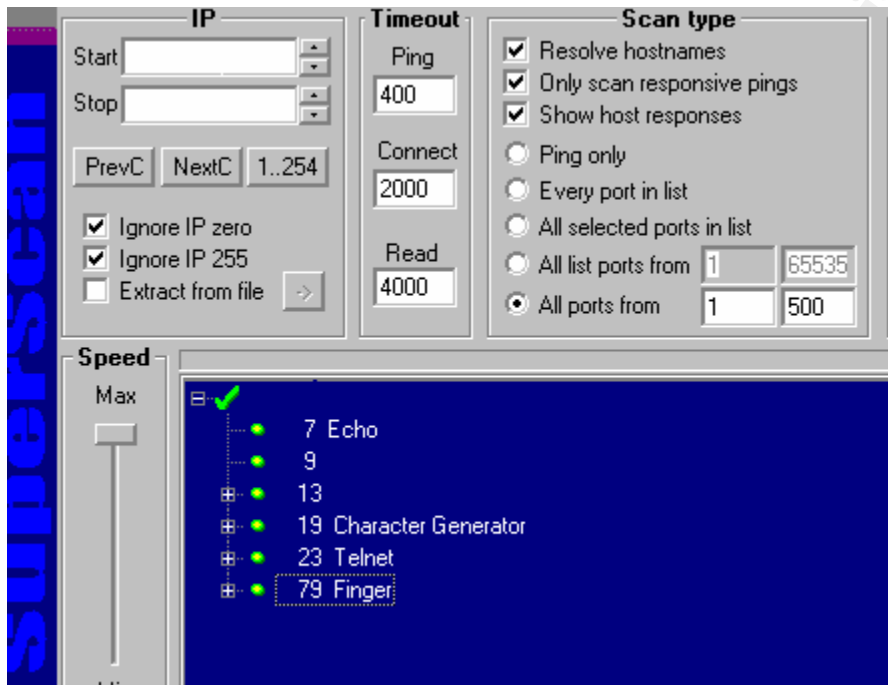 superscan
IP
Start
Stop
PrevC NextC 1..254
Ignore IP zero
Ignore IP 255
Extract from file ->
Timeout
Ping
400
Connect
2000
Read
4000
Scan type
Resolve hostnames
Only scan responsive pings
Show host responses
Ping only
Every port in list
All selected ports in list
All list ports from 1 65535
All ports from 1 500
Speed
Max
7 Echo
9
13
19 Character Generator
23 Telnet
79 Finger